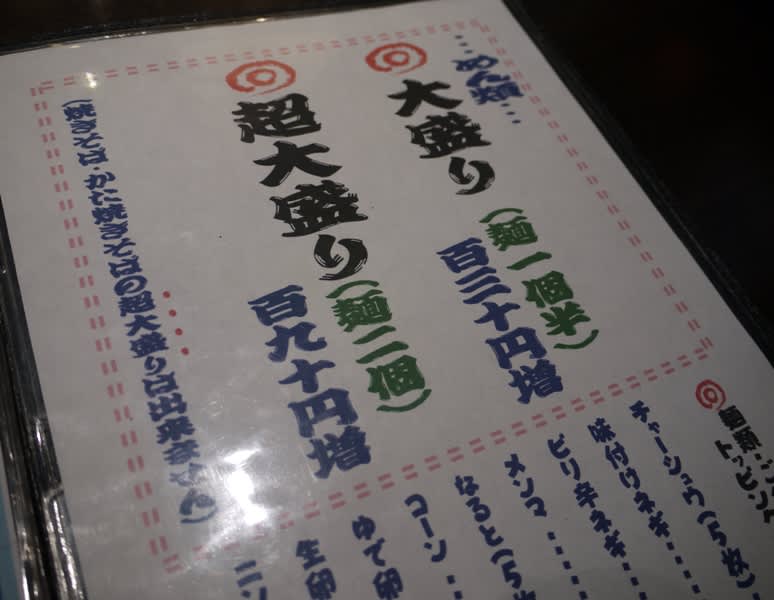 …めん類…
大盛り
(麺一個半)
百三十円増
超大盛り
(麺二個)
百九十円増
(焼きそば・かた焼きそばの超大盛りは出来ません)
麺類…
トッピング
チャーシュウ(5枚)
味付けネギ……
ピリ辛ネギ…
メンマ……
なると(5枚
コーン…
ゆで卵
生卵
ニン